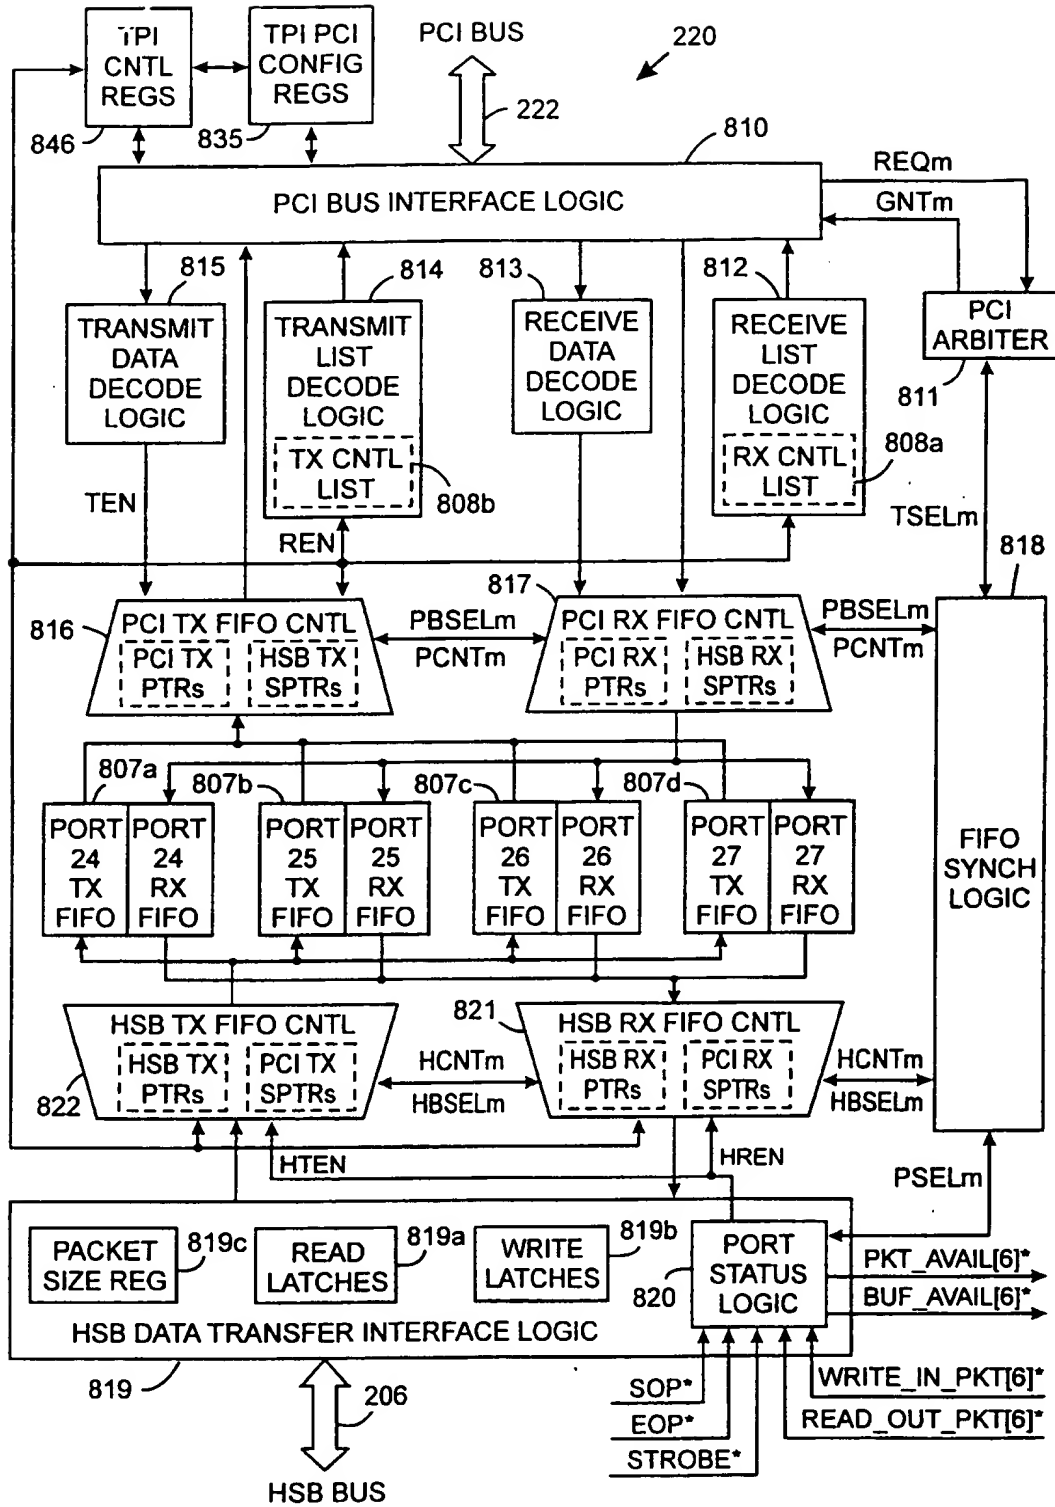 TPI
CNTL
REGS
846
TPI PCI
CONFIG
REGS
835
PCI BUS
222
220
810
PCI BUS INTERFACE LOGIC
REQm
GNTm
815
TRANSMIT
DATA
DECODE
LOGIC
814
TRANSMIT
LIST
DECODE
LOGIC
TX CNTL
LIST
808b
813
RECEIVE
DATA
DECODE
LOGIC
812
RECEIVE
LIST
DECODE
LOGIC
RX CNTL
LIST
808a
PCI
ARBITER
811
TEN
REN
TSELm
818
816
PCI TX FIFO CNTL
PCI TX
PTRs
HSB TX
SPTRs
PBSELm
PCNTm
817
PCI RX FIFO CNTL
PCI RX
PTRs
HSB RX
SPTRs
PBSELm
PCNTm
FIFO
SYNCH
LOGIC
807a
PORT
24
TX
FIFO
PORT
24
RX
FIFO
807b
PORT
25
TX
FIFO
PORT
25
RX
FIFO
807c
PORT
26
TX
FIFO
PORT
26
RX
FIFO
807d
PORT
27
TX
FIFO
PORT
27
RX
FIFO
HSB TX FIFO CNTL
HSB TX
PTRs
PCI TX
SPTRs
822
HCNTm
HBSELm
821
HSB RX FIFO CNTL
HSB RX
PTRs
PCI RX
SPTRs
HCNTm
HBSELm
HTEN
HREN
PSELm
PACKET
SIZE REG
819c
READ
LATCHES
819a
WRITE
LATCHES
819b
PORT
STATUS
LOGIC
820
HSB DATA TRANSFER INTERFACE LOGIC
819
PKT_AVAIL[6]*
BUF_AVAIL[6]*
WRITE_IN_PKT[6]*
READ_OUT_PKT[6]*
SOP*
EOP*
STROBE*
206
HSB BUS